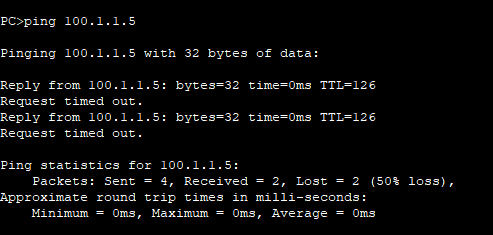 PC>ping 100.1.1.5
Pinging 100.1.1.5 with 32 bytes of data:
Reply from 100.1.1.5: bytes=32 time=0ms TTL=126
Request timed out.
Reply from 100.1.1.5: bytes=32 time=0ms TTL=126
Request timed out.
Ping statistics for 100.1.1.5:
Packets: Sent = 4, Received = 2, Lost = 2 (50% loss),
Approximate round trip times in milli-seconds:
Minimum = 0ms, Maximum = 0ms, Average = 0ms